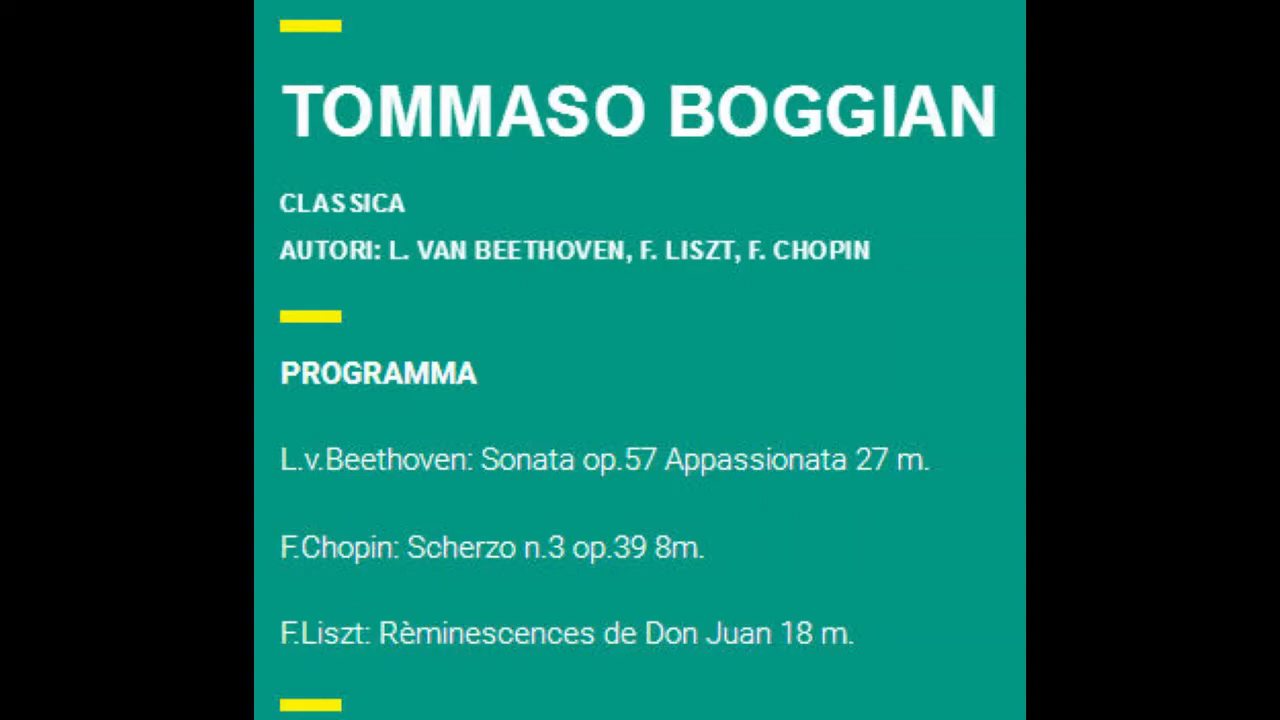 TOMMASO BOGGIAN
CLASSICA
AUTORI: L. VAN BEETHOVEN, F. LISZT, F. CHOPIN
PROGRAMMA
L.v.Beethoven: Sonata op.57 Appassionata 27 m.
F.Chopin: Scherzo n.3 op.39 8m.
F.Liszt: Rèminescences de Don Juan 18 m.